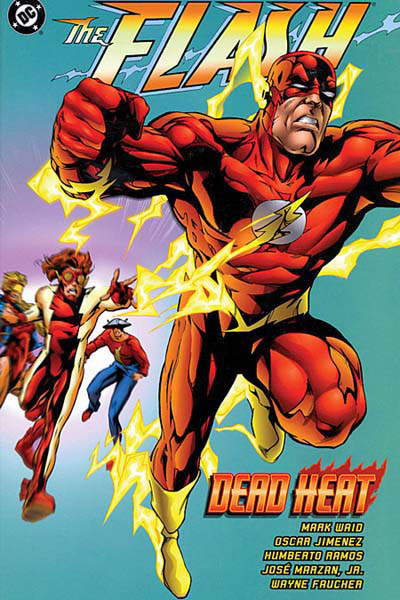 DC
The FLASH
DEAD HEAT
MARK WAID
OSCAR JIMENEZ
HUMBERTO RAMOS
JOSÉ MARZAN, JR.
WAYNE FAUCHER